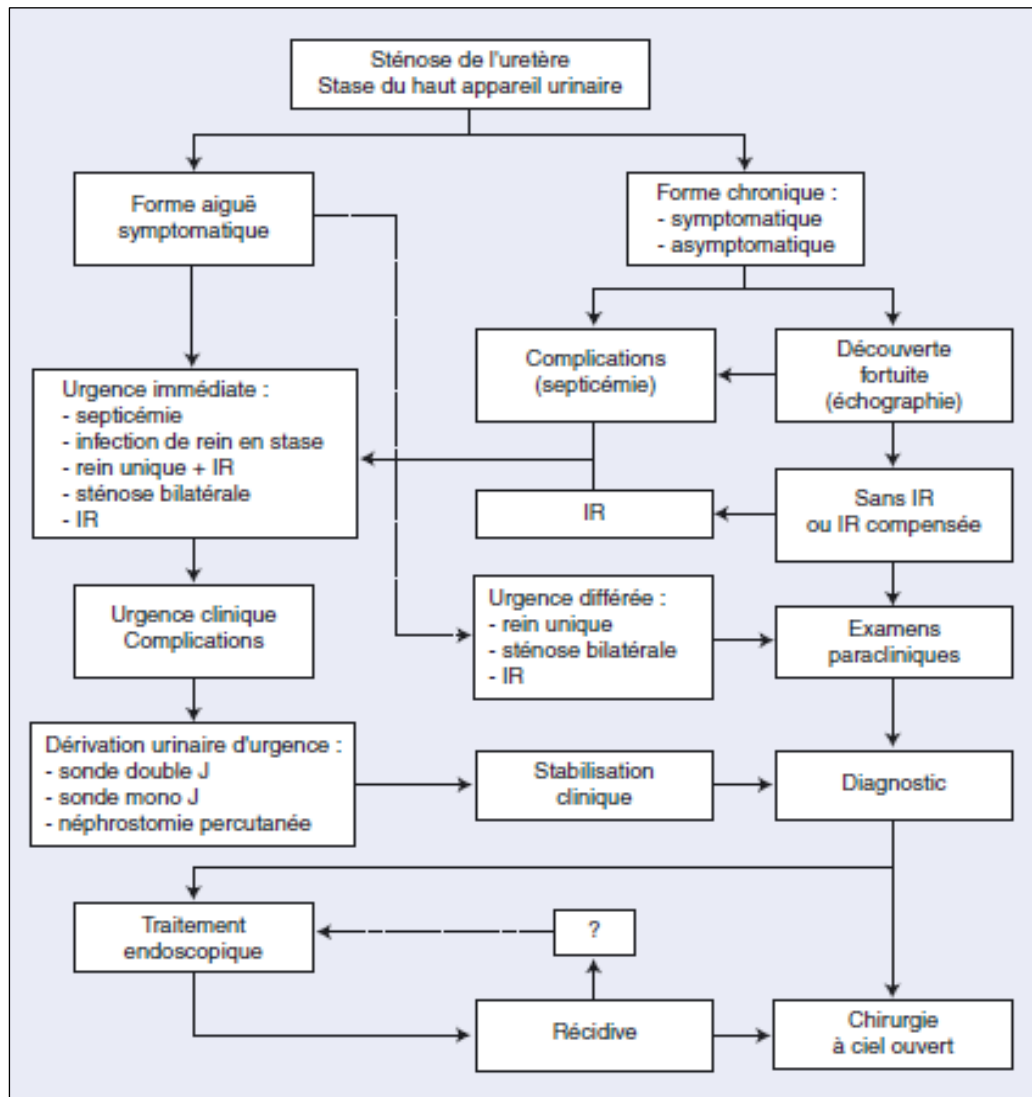 Sténose de l'uretère
Stase du haut appareil urinaire
Forme aiguë
symptomatique
Forme chronique :
- symptomatique
- asymptomatique
Complications
(septicémie)
Découverte
fortuite
(échographie)
Urgence immédiate :
- septicémie
- infection de rein en stase
- rein unique + IR
- sténose bilatérale
- IR
IR
Sans IR
ou IR compensée
Urgence clinique
Complications
Urgence différée :
- rein unique
- sténose bilatérale
- IR
Examens
paracliniques
Dérivation urinaire d'urgence :
- sonde double J
- sonde mono J
- néphrostomie percutanée
Stabilisation
clinique
Diagnostic
Traitement
endoscopique
?
Récidive
Chirurgie
à ciel ouvert